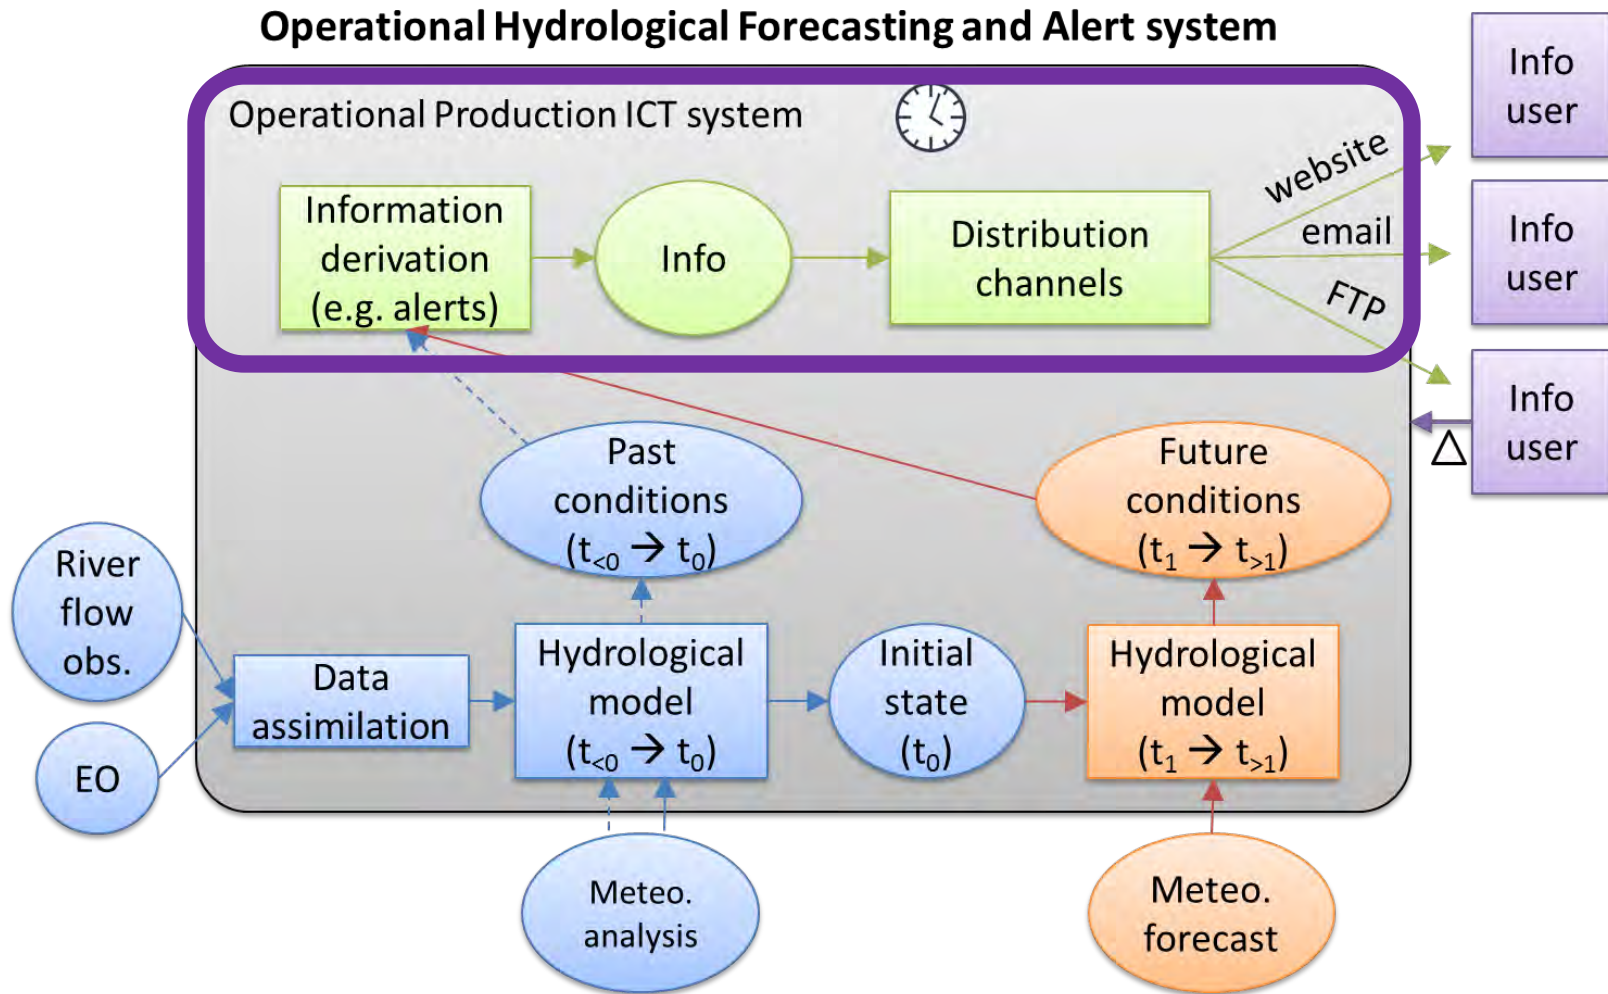 Operational Hydrological Forecasting and Alert system
Operational Production ICT system
Information
derivation
(e.g. alerts)
Info
Distribution
channels
website
email
FTP
Info
user
Info
user
Info
user
Δ
Past
conditions
(t<0 → t0)
Future
conditions
(t1 → t>1)
River
flow
obs.
EO
Data
assimilation
Hydrological
model
(t<0 → t0)
Initial
state
(t0)
Hydrological
model
(t1 → t>1)
Meteo.
analysis
Meteo.
forecast